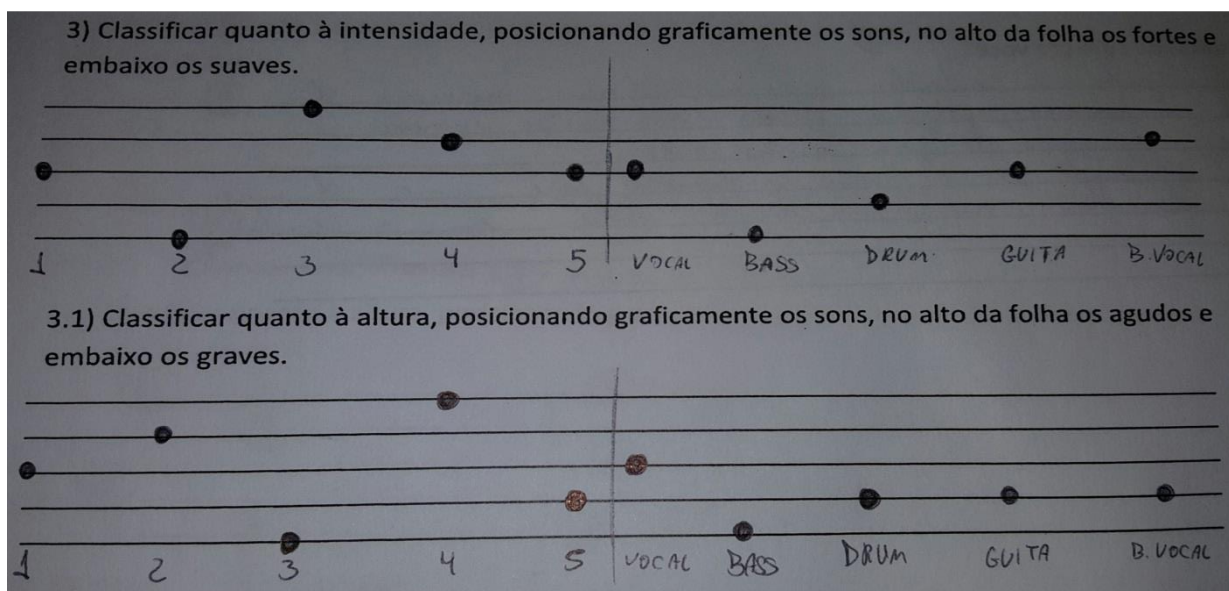 3) Classificar quanto à intensidade, posicionando graficamente os sons, no alto da folha os fortes e
embaixo os suaves.
1 2 3 4 5 VOCAL BASS DRUM GUITA B.VOCAL
3.1) Classificar quanto à altura, posicionando graficamente os sons, no alto da folha os agudos e
embaixo os graves.
1 2 3 4 5 VOCAL BASS DRUM GUITA B. VOCAL